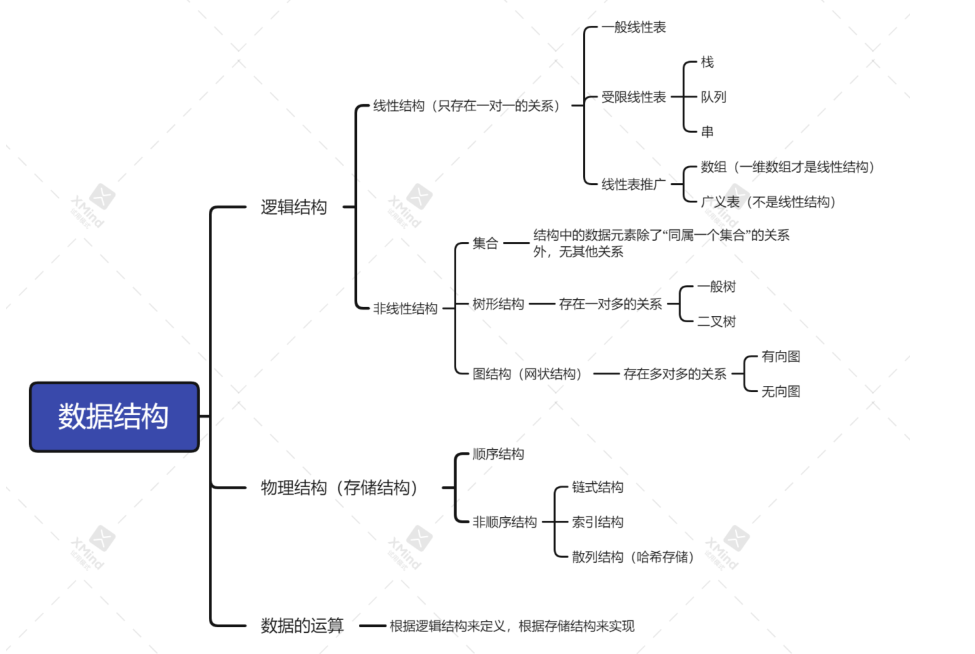 一般线性表
栈
线性结构（只存在一对一的关系）
受限线性表
队列
串
数组（一维数组才是线性结构）
线性表推广
广义表（不是线性结构）
逻辑结构
集合
结构中的数据元素除了“同属一个集合”的关系
外，无其他关系
一般树
非线性结构
树形结构
存在一对多的关系
二叉树
有向图
图结构（网状结构）
存在多对多的关系
无向图
数据结构
顺序结构
物理结构（存储结构）
链式结构
非顺序结构
索引结构
散列结构（哈希存储）
数据的运算
根据逻辑结构来定义，根据存储结构来实现
XMind
XMind
XMind
XMind
XMind
XMind